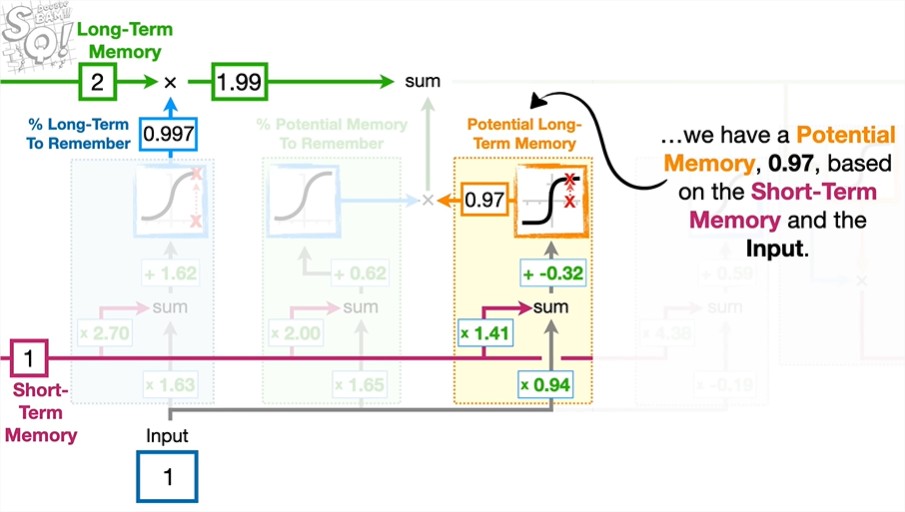 DOUBLE
BAM!!!
SQ!
Long-Term
Memory
2
×
1.99
sum
% Long-Term
To Remember
0.997
% Potential Memory
To Remember
Potential Long-
Term Memory
…we have a Potential
Memory, 0.97, based
on the Short-Term
Memory and the
Input.
×
0.97
+ 1.62
+ 0.62
+ -0.32
+ 0.59
×
sum
sum
sum
sum
× 2.70
× 2.00
× 1.41
× 4.38
1
Short-
Term
Memory
× 1.63
× 1.65
× 0.94
× -0.19
Input
1